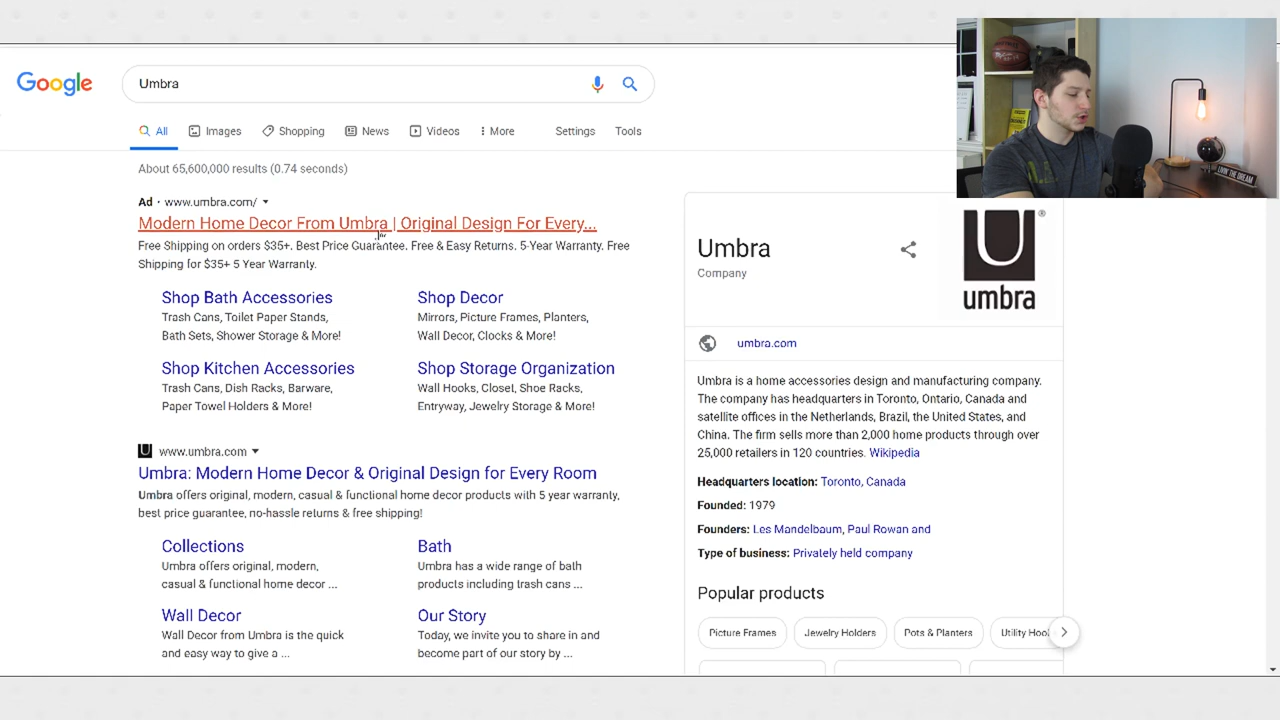 Google
Umbra
All
Images
Shopping
News
Videos
More
Settings
Tools
About 65,600,000 results (0.74 seconds)
Ad · www.umbra.com/
Modern Home Decor From Umbra | Original Design For Every...
Free Shipping on orders $35+. Best Price Guarantee. Free & Easy Returns. 5-Year Warranty. Free
Shipping for $35+ 5 Year Warranty.
Shop Bath Accessories
Trash Cans, Toilet Paper Stands,
Bath Sets, Shower Storage & More!
Shop Decor
Mirrors, Picture Frames, Planters,
Wall Decor, Clocks & More!
Shop Kitchen Accessories
Trash Cans, Dish Racks, Barware,
Paper Towel Holders & More!
Shop Storage Organization
Wall Hooks, Closet, Shoe Racks,
Entryway, Jewelry Storage & More!
www.umbra.com
Umbra: Modern Home Decor & Original Design for Every Room
Umbra offers original, modern, casual & functional home decor products with 5 year warranty,
best price guarantee, no-hassle returns & free shipping!
Collections
Umbra offers original, modern,
casual & functional home decor ...
Bath
Umbra has a wide range of bath
products including trash cans ...
Wall Decor
Wall Decor from Umbra is the quick
and easy way to give a ...
Our Story
Today, we invite you to share in and
become part of our story by ...
Umbra
Company
umbra
umbra.com
Umbra is a home accessories design and manufacturing company.
The company has headquarters in Toronto, Ontario, Canada and
satellite offices in the Netherlands, Brazil, the United States, and
China. The firm sells more than 2,000 home products through over
25,000 retailers in 120 countries. Wikipedia
Headquarters location: Toronto, Canada
Founded: 1979
Founders: Les Mandelbaum, Paul Rowan and
Type of business: Privately held company
Popular products
Picture Frames
Jewelry Holders
Pots & Planters
Utility Hoo
LIVIN' THE DREAM